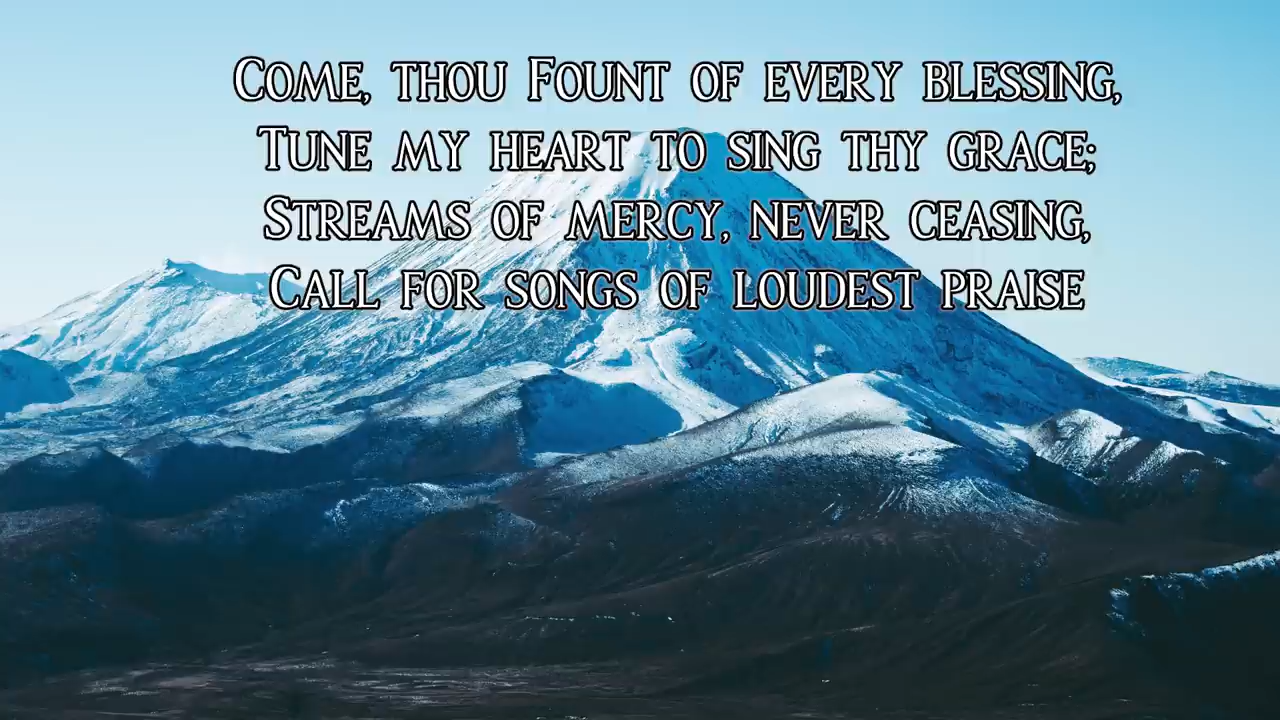 Come, thou Fount of every blessing,
Tune my heart to sing thy grace;
Streams of mercy, never ceasing,
Call for songs of loudest praise